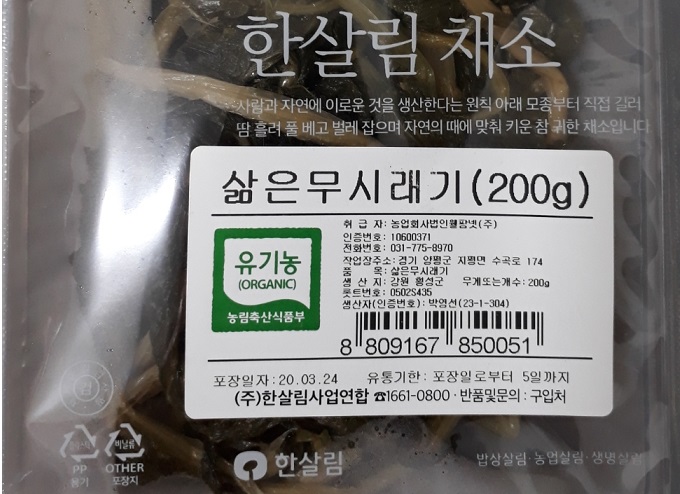 한살림 채소
사람과 자연에 이로운 것을 생산한다는 원칙 아래 모종부터 직접 길러
땀 흘려 풀 베고 벌레 잡으며 자연의 때에 맞춰 키운 참 귀한 채소입니다
삶은무시래기(200g)
유기농
(ORGANIC)
농림축산식품부
취 급 자: 농업회사법인웰팜넷(주)
인증번호: 10600371
전화번호: 031-775-8970
작업장주소: 경기 양평군 지평면 수곡로 174
품 목: 삶은무시래기
생 산 지: 강원 횡성군 무게또는개수: 200g
롯트번호: 0502S435
생산자(인증번호): 박영선(23-1-304)
8 809167 850051
포장일자: 20.03.24 유통기한: 포장일로부터 5일까지
(주)한살림사업연합 ☎1661-0800 · 반품및문의 : 구입처
PP
용기
비닐류
OTHER
포장지
한살림
밥상살림·농업살림·생명살림